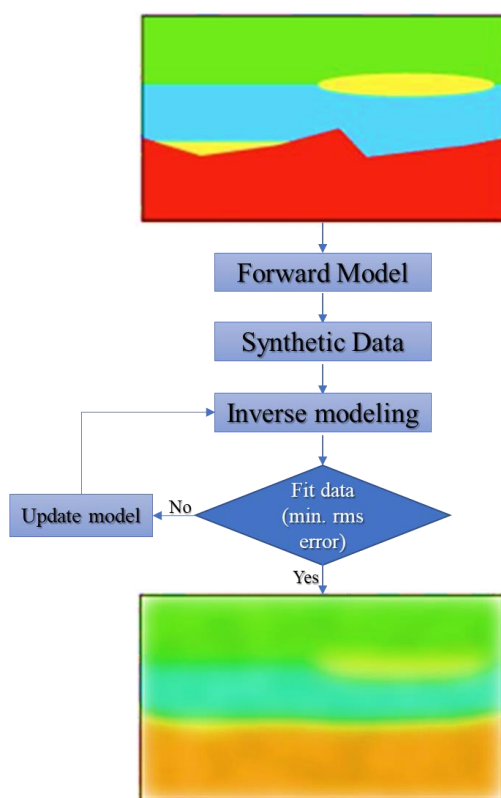 Forward Model
Synthetic Data
Inverse modeling
Fit data
(min. rms
error)
No
Update model
Yes